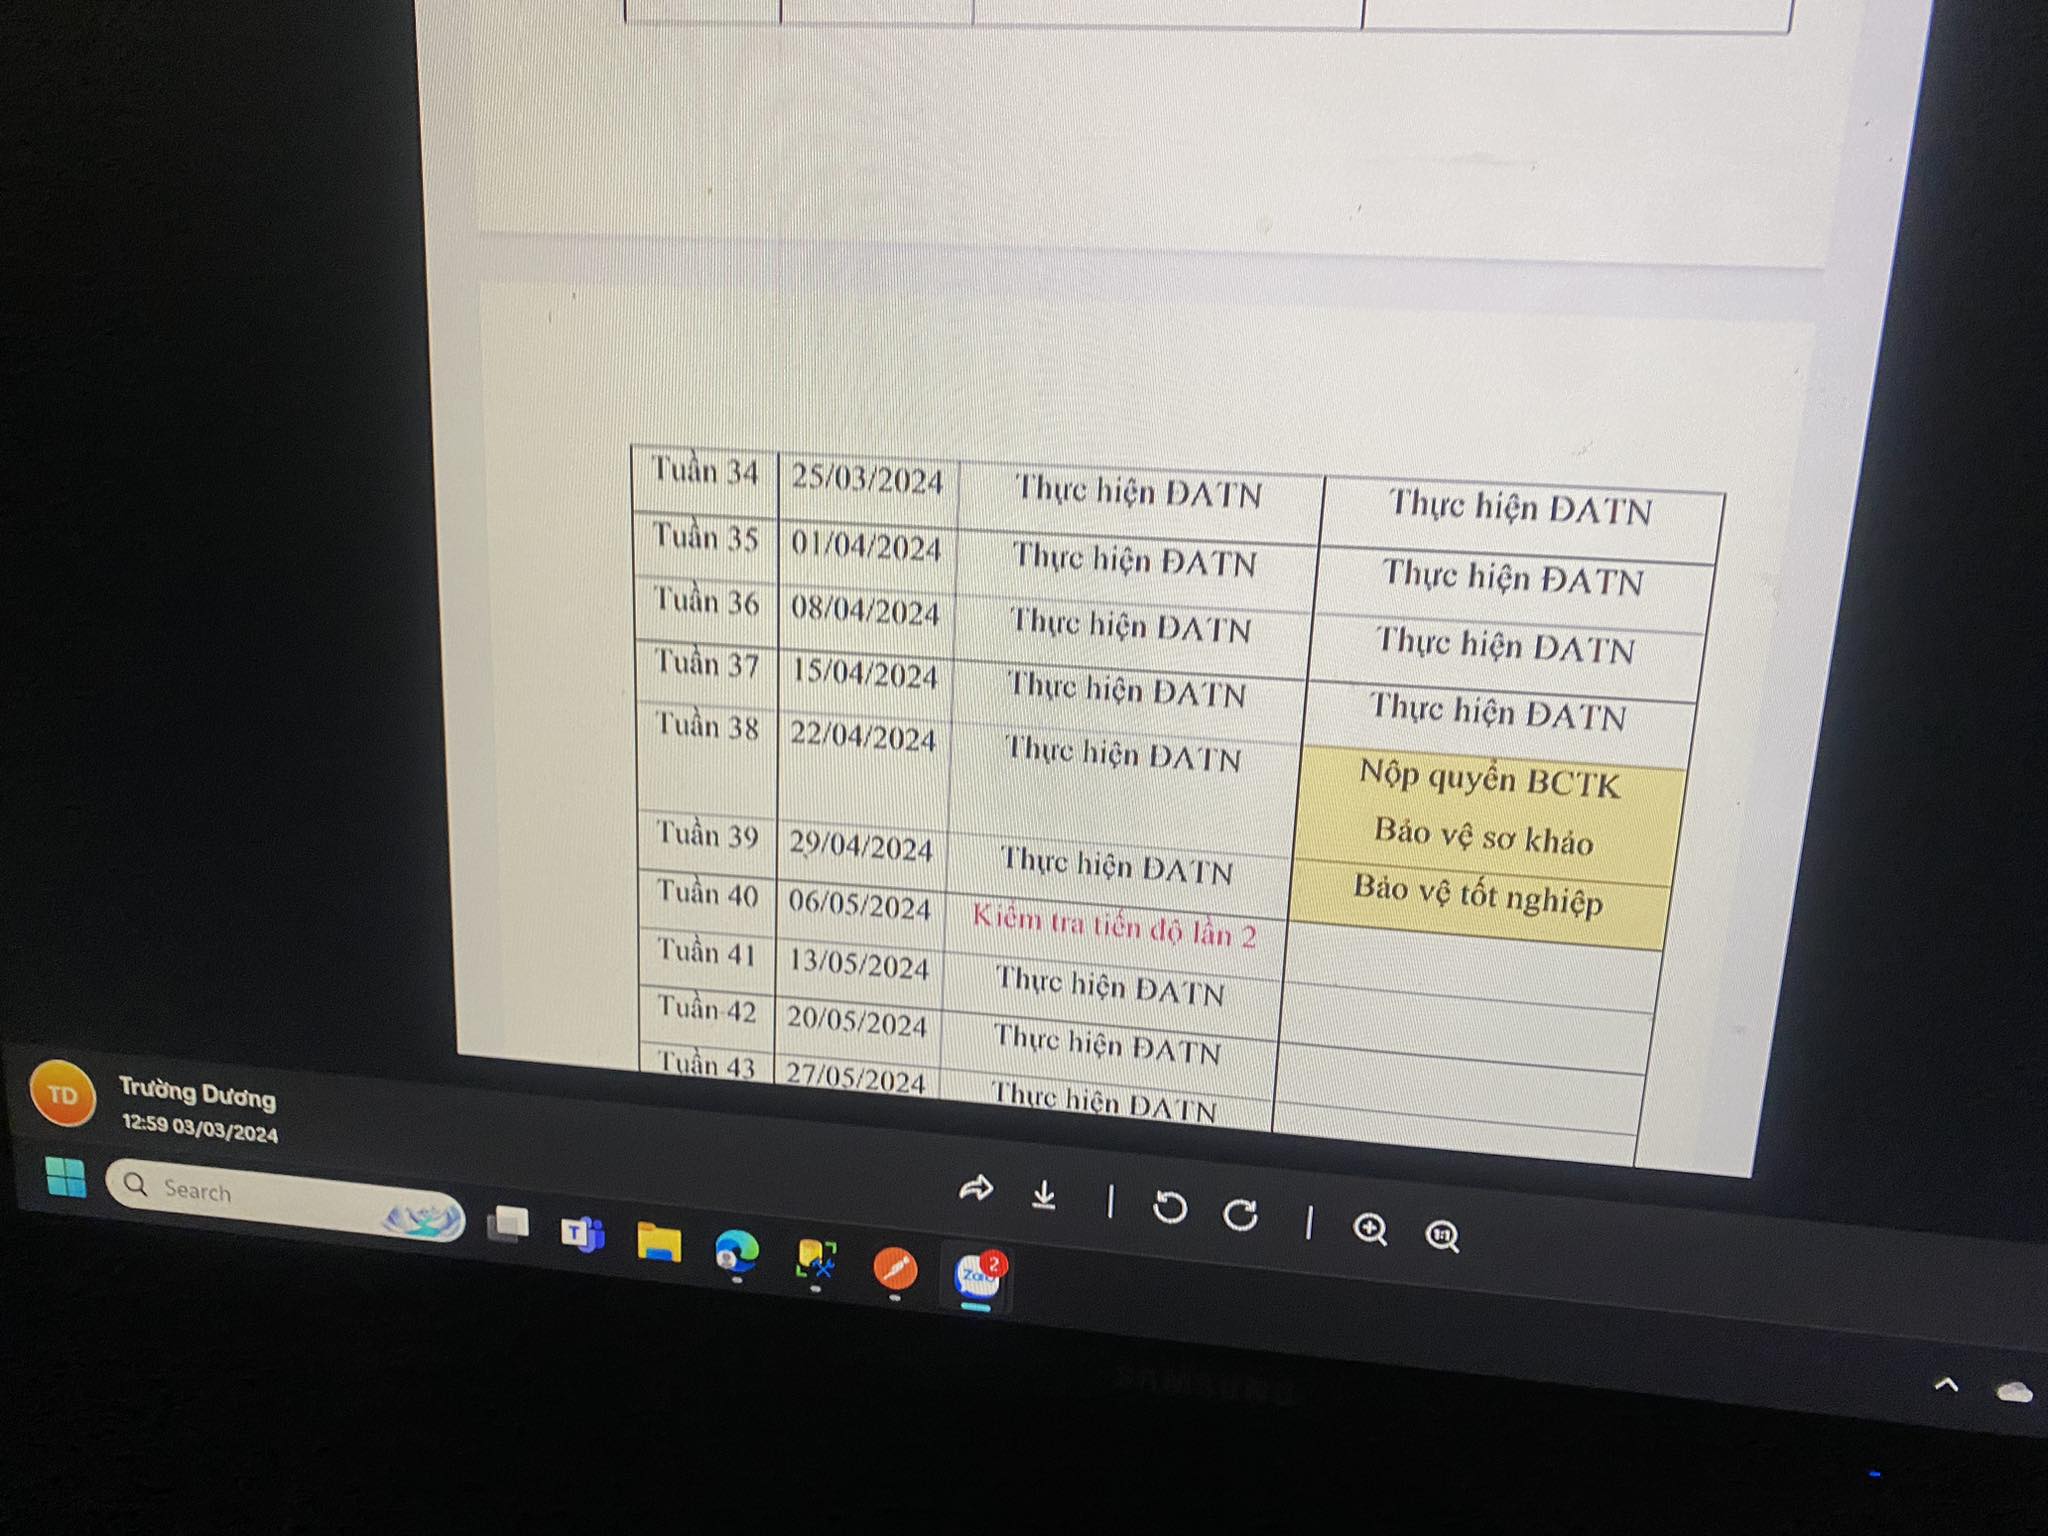 Tuần 34 25/03/2024 Thực hiện ĐATN Thực hiện ĐATN
Tuần 35 01/04/2024 Thực hiện ĐATN Thực hiện ĐATN
Tuần 36 08/04/2024 Thực hiện ĐATN Thực hiện ĐATN
Tuần 37 15/04/2024 Thực hiện ĐATN Thực hiện ĐATN
Tuần 38 22/04/2024 Thực hiện ĐATN Nộp quyển BCTK
Bảo vệ sơ khảo
Tuần 39 29/04/2024 Thực hiện ĐATN Bảo vệ tốt nghiệp
Tuần 40 06/05/2024 Kiểm tra tiến độ lần 2
Tuần 41 13/05/2024 Thực hiện ĐATN
Tuần 42 20/05/2024 Thực hiện ĐATN
Tuần 43 27/05/2024 Thực hiện ĐATN
TD Trường Dương
12:59 03/03/2024
Search
T
Zalo
2
1:1
SAMSUNG